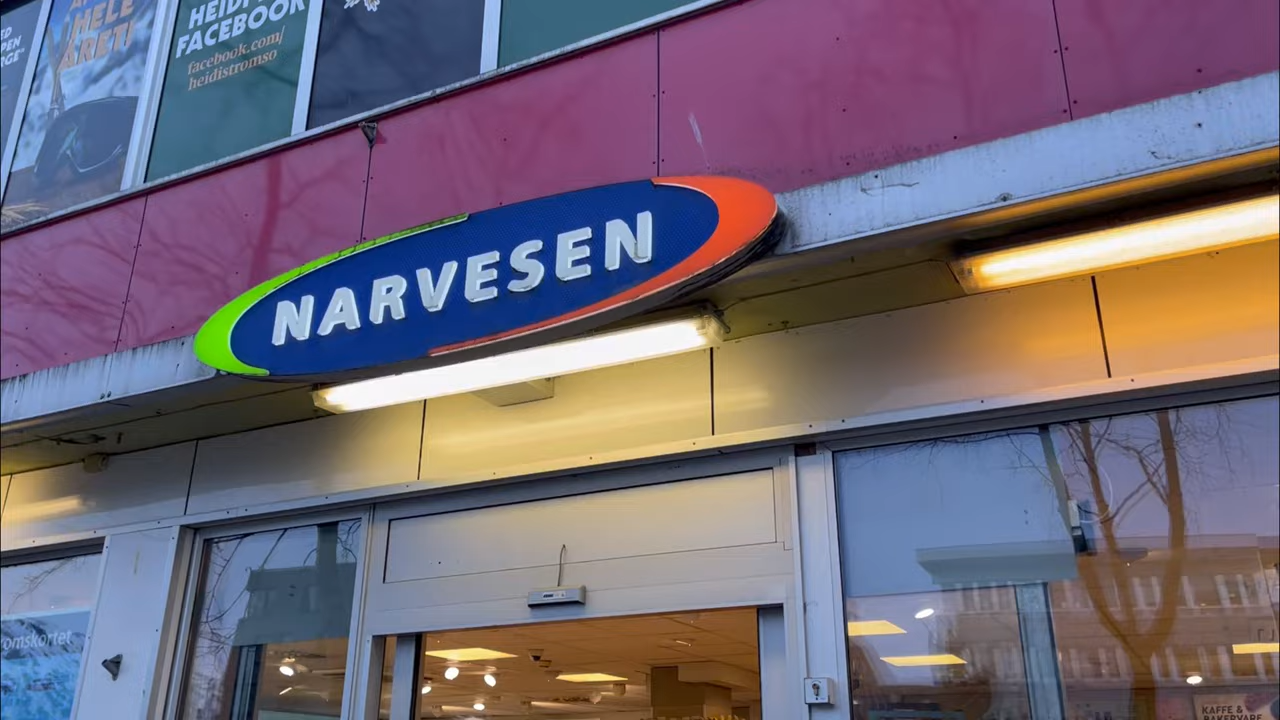 HELE
ÅRET!
HEIDI
FACEBOOK
facebook.com/
heidistromso
NARVESEN
KAFFE &
BAKERVARE